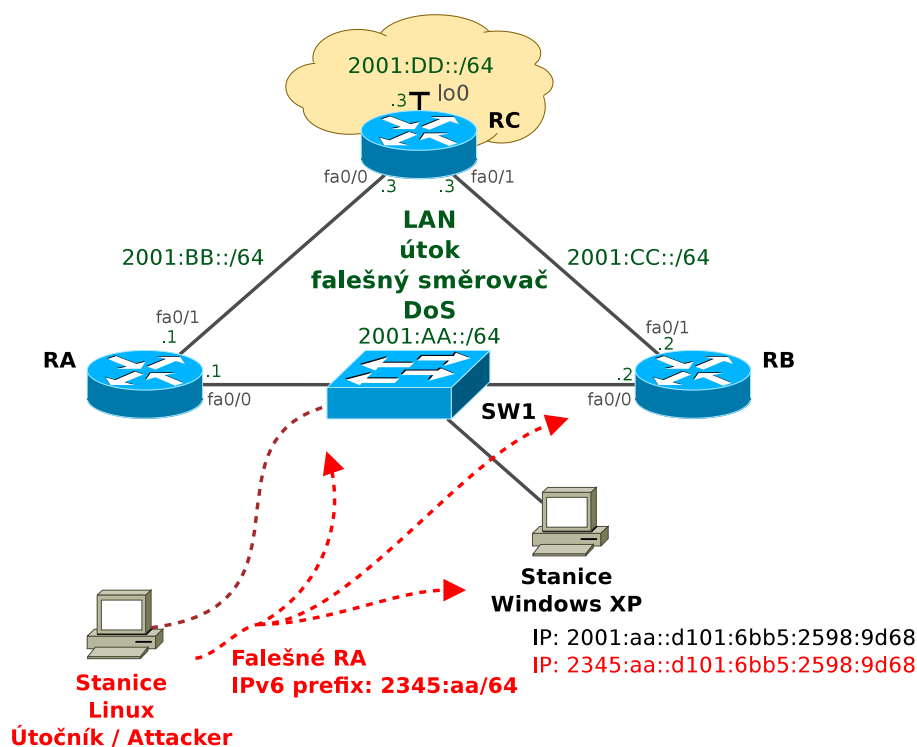 2001:DD::/64
.3
lo0
RC
fa0/0
.3
.3
fa0/1
LAN
útok
falešný směrovač
DoS
2001:AA::/64
2001:BB::/64
2001:CC::/64
fa0/1
.1
fa0/1
.2
RA
.1
fa0/0
SW1
.2
fa0/0
RB
Stanice
Windows XP
IP: 2001:aa::d101:6bb5:2598:9d68
IP: 2345:aa::d101:6bb5:2598:9d68
Falešné RA
IPv6 prefix: 2345:aa/64
Stanice
Linux
Útočník / Attacker